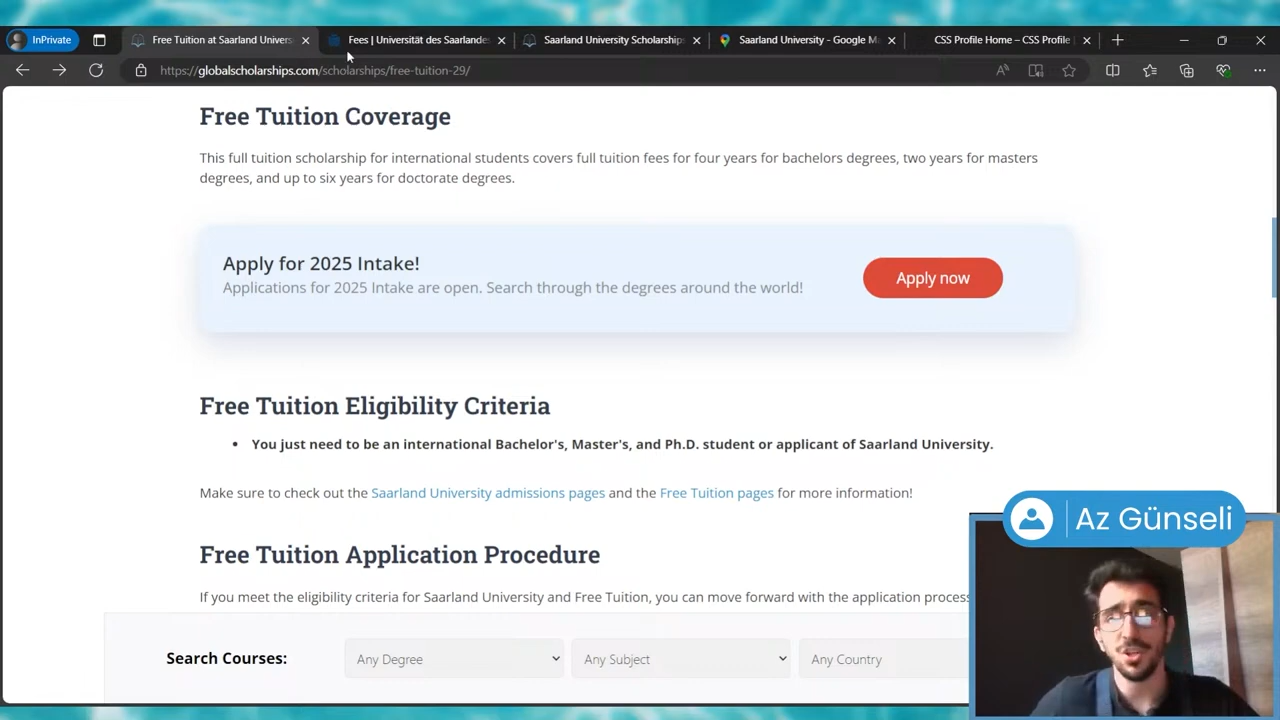 InPrivate
Free Tuition at Saarland Univers
Fees | Universität des Saarlandes
Saarland University Scholarship
Saarland University - Google M
CSS Profile Home – CSS Profile |
https://globalscholarships.com/scholarships/free-tuition-29/
Free Tuition Coverage
This full tuition scholarship for international students covers full tuition fees for four years for bachelors degrees, two years for masters
degrees, and up to six years for doctorate degrees.
Apply for 2025 Intake!
Applications for 2025 Intake are open. Search through the degrees around the world!
Apply now
Free Tuition Eligibility Criteria
• You just need to be an international Bachelor's, Master's, and Ph.D. student or applicant of Saarland University.
Make sure to check out the Saarland University admissions pages and the Free Tuition pages for more information!
Az Günseli
Free Tuition Application Procedure
If you meet the eligibility criteria for Saarland University and Free Tuition, you can move forward with the application process
Search Courses:
Any Degree
Any Subject
Any Country